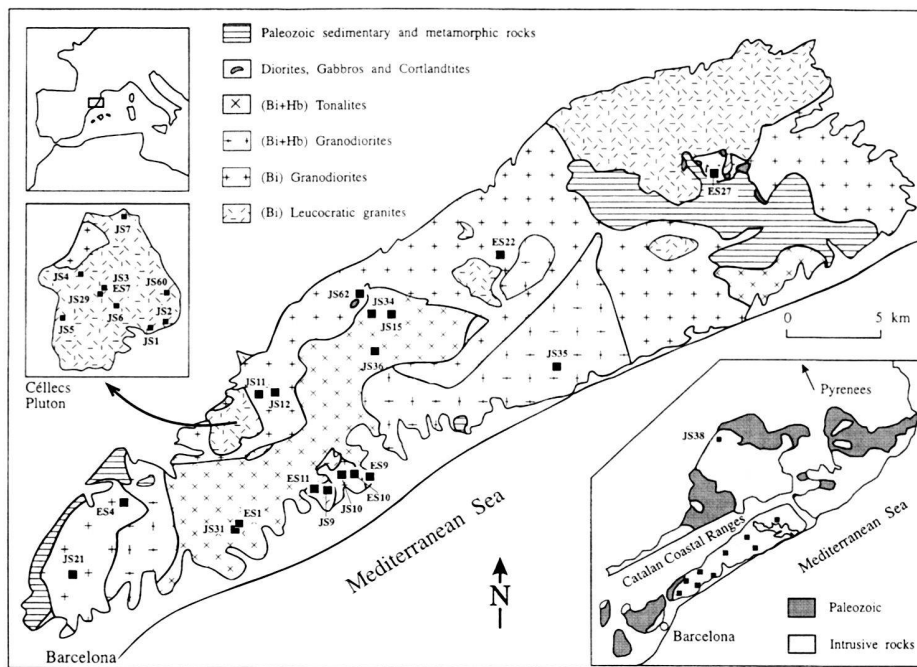 Paleozoic sedimentary and metamorphic rocks
Diorites, Gabbros and Cortlandtites
(Bi+Hb) Tonalites
(Bi+Hb) Granodiorites
(Bi) Granodiorites
(Bi) Leucocratic granites
JS7
JS4
JS3
ES7
JS29
JS60
JS6
JS5
JS2
JS1
Céllecs
Pluton
ES27
ES22
JS62
JS34
JS15
JS36
JS35
JS11
JS12
ES9
ES11
ES10
JS10
JS9
ES4
ES1
JS31
JS21
Mediterranean Sea
N
Barcelona
0 5
km
Pyrenees
JS38
Catalan Coastal Ranges
Mediterranean Sea
Barcelona
Paleozoic
Intrusive rocks